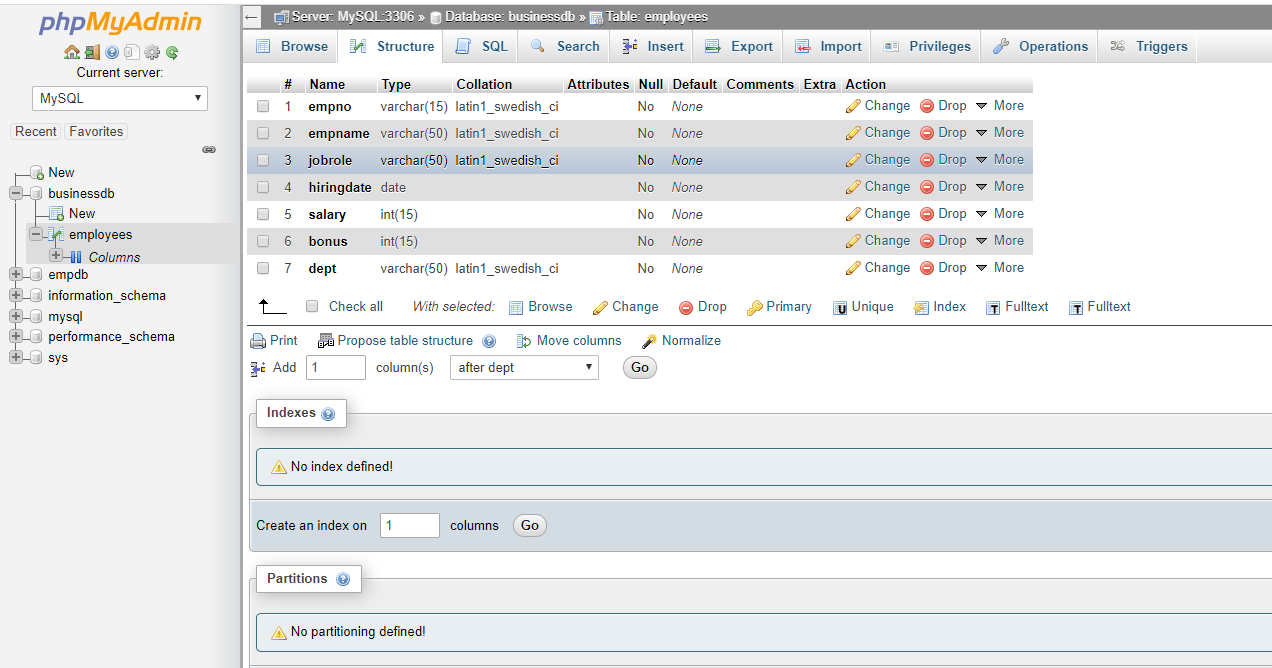 phpMyAdmin
Current server:
MySQL
Recent Favorites
New
businessdb
New
employees
Columns
empdb
information_schema
mysql
performance_schema
sys
Server: MySQL:3306 » Database: businessdb » Table: employees
Browse Structure SQL Search Insert Export Import Privileges Operations Triggers
# Name Type Collation Attributes Null Default Comments Extra Action
1 empno varchar(15) latin1_swedish_ci No None Change Drop More
2 empname varchar(50) latin1_swedish_ci No None Change Drop More
3 jobrole varchar(50) latin1_swedish_ci No None Change Drop More
4 hiringdate date No None Change Drop More
5 salary int(15) No None Change Drop More
6 bonus int(15) No None Change Drop More
7 dept varchar(50) latin1_swedish_ci No None Change Drop More
Check all With selected: Browse Change Drop Primary Unique Index Fulltext Fulltext
Print Propose table structure Move columns Normalize
Add 1 column(s) after dept Go
Indexes
No index defined!
Create an index on 1 columns Go
Partitions
No partitioning defined!